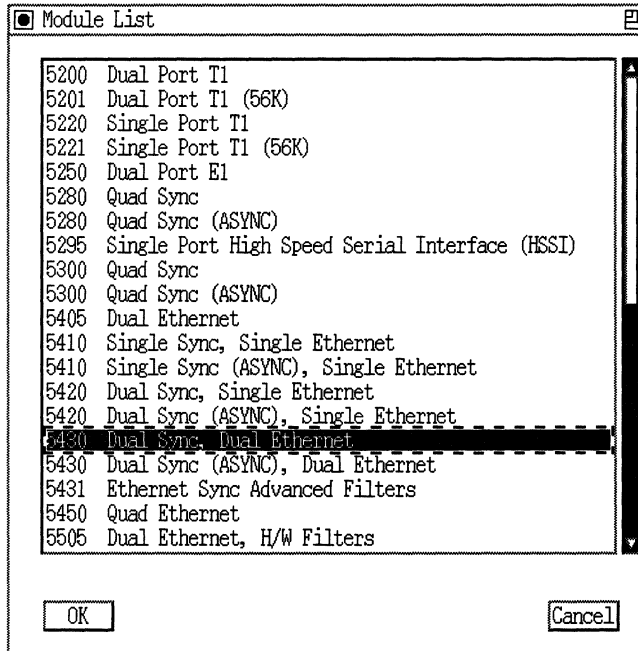 Module List
5200 Dual Port T1
5201 Dual Port T1 (56K)
5220 Single Port T1
5221 Single Port T1 (56K)
5250 Dual Port E1
5280 Quad Sync
5280 Quad Sync (ASYNC)
5295 Single Port High Speed Serial Interface (HSSI)
5300 Quad Sync
5300 Quad Sync (ASYNC)
5405 Dual Ethernet
5410 Single Sync, Single Ethernet
5410 Single Sync (ASYNC), Single Ethernet
5420 Dual Sync, Single Ethernet
5420 Dual Sync (ASYNC), Single Ethernet
5430 Dual Sync, Dual Ethernet
5430 Dual Sync (ASYNC), Dual Ethernet
5431 Ethernet Sync Advanced Filters
5450 Quad Ethernet
5505 Dual Ethernet, H/W Filters
OK
Cancel